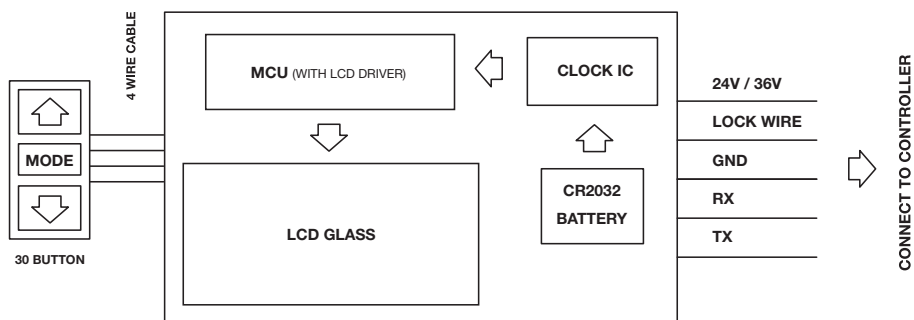 4 WIRE CABLE
MCU (WITH LCD DRIVER)
CLOCK IC
24V / 36V
LOCK WIRE
GND
RX
TX
CONNECT TO CONTROLLER
MODE
CR2032
BATTERY
LCD GLASS
30 BUTTON